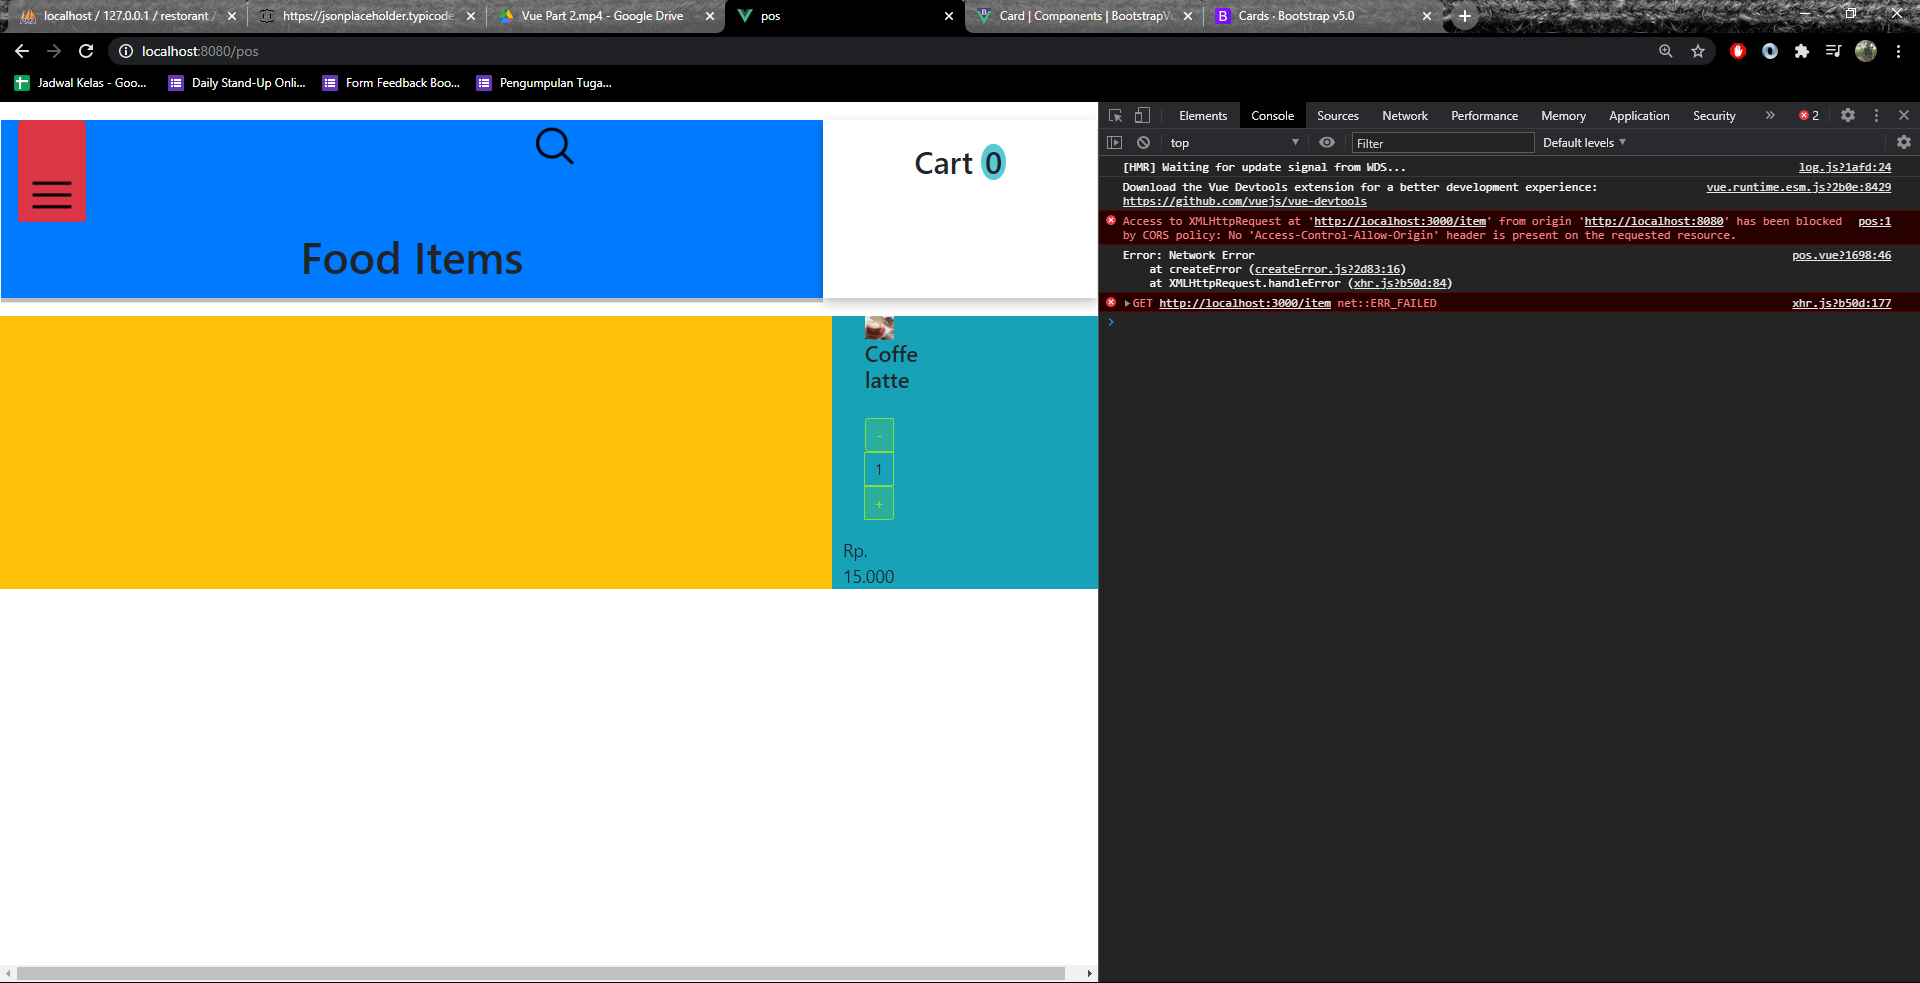 localhost / 127.0.0.1 / restorant /
https://jsonplaceholder.typicode
Vue Part 2.mp4 - Google Drive
pos
Card | Components | BootstrapVu
Cards · Bootstrap v5.0
localhost:8080/pos
Jadwal Kelas - Goo...
Daily Stand-Up Onli...
Form Feedback Boo...
Pengumpulan Tuga...
Food Items
Cart 0
Coffe
latte
-
1
+
Rp.
15.000
Elements Console Sources Network Performance Memory Application Security » 2
top Filter Default levels
[HMR] Waiting for update signal from WDS... log.js?1afd:24
Download the Vue Devtools extension for a better development experience: vue.runtime.esm.js?2b0e:8429
https://github.com/vuejs/vue-devtools
Access to XMLHttpRequest at 'http://localhost:3000/item' from origin 'http://localhost:8080' has been blocked pos:1
by CORS policy: No 'Access-Control-Allow-Origin' header is present on the requested resource.
Error: Network Error pos.vue?1698:46
at createError (createError.js?2d83:16)
at XMLHttpRequest.handleError (xhr.js?b50d:84)
GET http://localhost:3000/item net::ERR_FAILED xhr.js?b50d:177